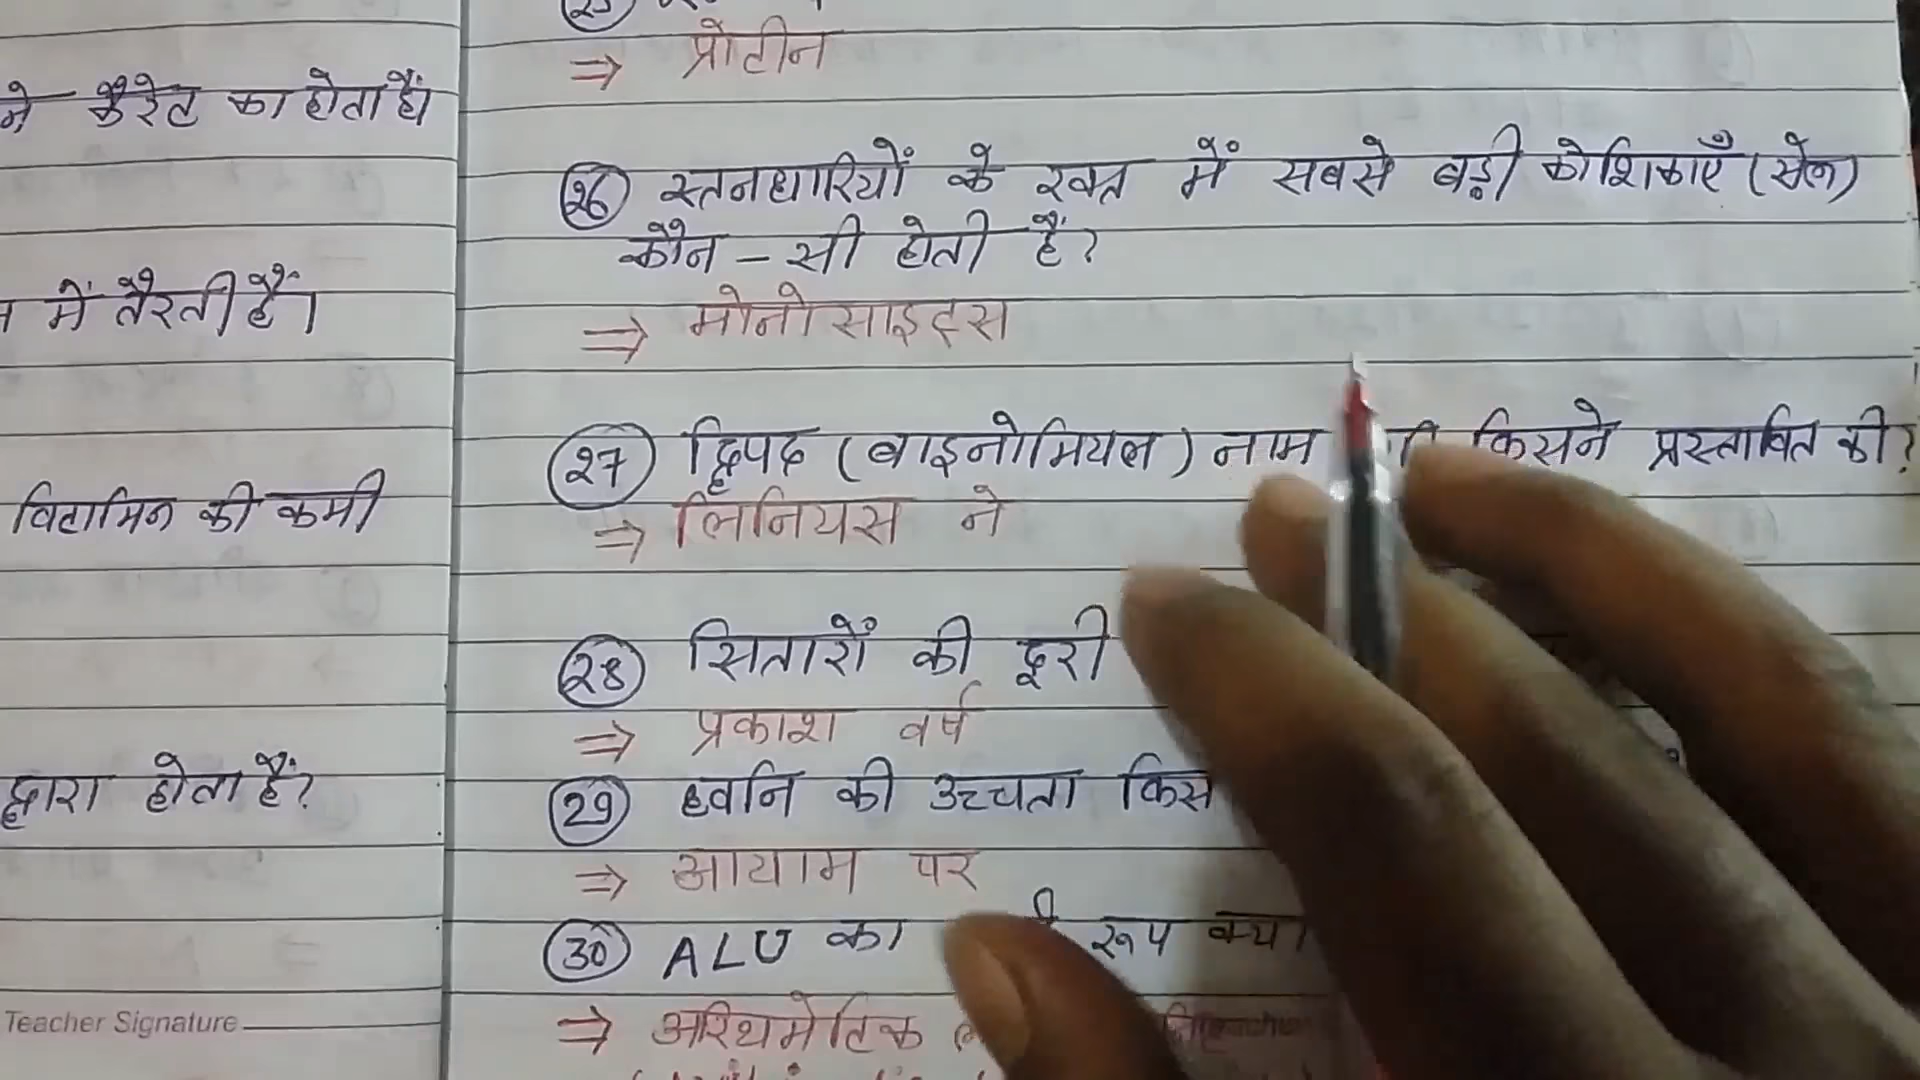 ने कैरेट का होता है।
में तैरती हैं।
विटामिन की कमी
द्वारा होता है?
Teacher Signature
25
⇒ प्रोटीन
26 स्तनधारियों के रक्त में सबसे बड़ी कोशिकाएँ (सेल)
कौन - सी होती हैं?
⇒ मोनोसाइट्स
27 द्विपद (बाइनोमियल) नाम किसने प्रस्तावित की?
⇒ लिनियस ने
28 सितारों की दूरी
⇒ प्रकाश वर्ष
29 ध्वनि की उच्चता किस
⇒ आयाम पर
30 ALU का रूप क्या
⇒ अरिथमेटिक